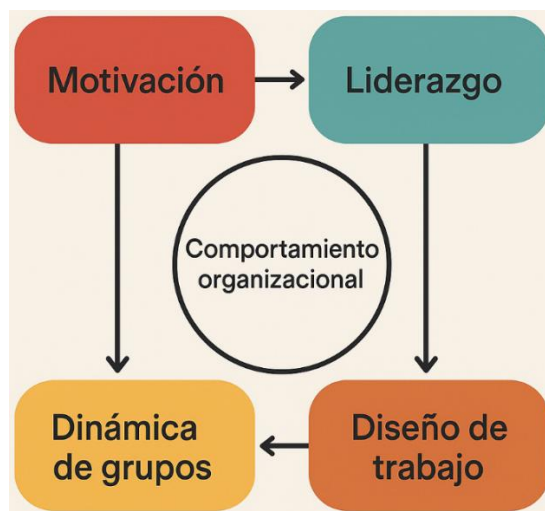 Motivación
Liderazgo
Comportamiento
organizacional
Dinámica
de grupos
Diseño de
trabajo